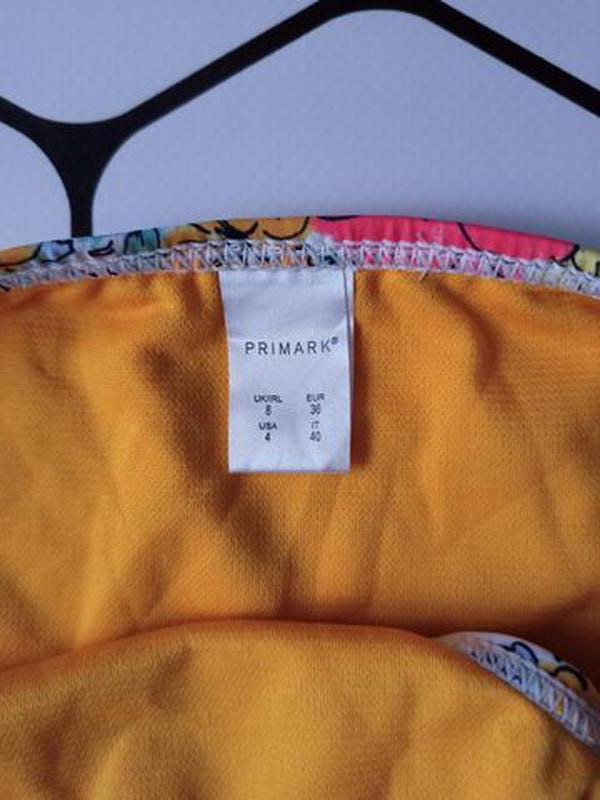 PRIMARK®
UK/IRL EUR
8 36
USA IT
4 40